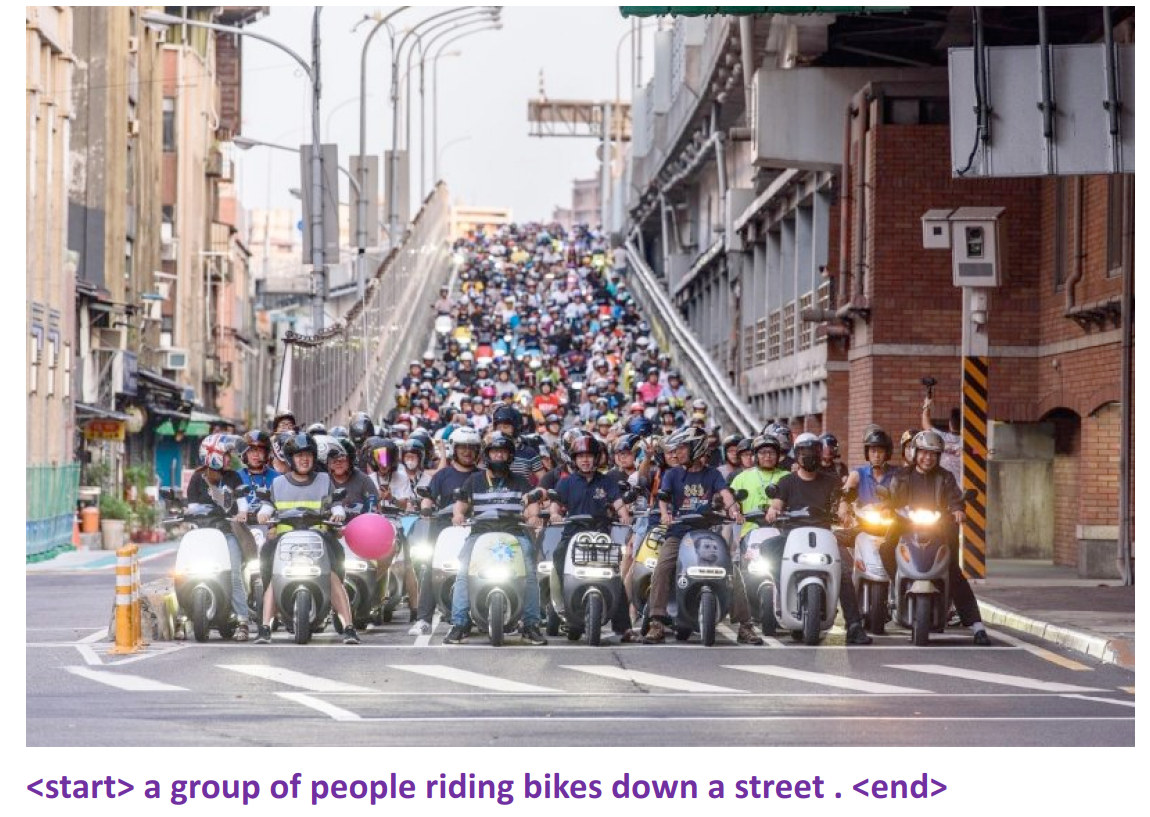 <start> a group of people riding bikes down a street . <end>